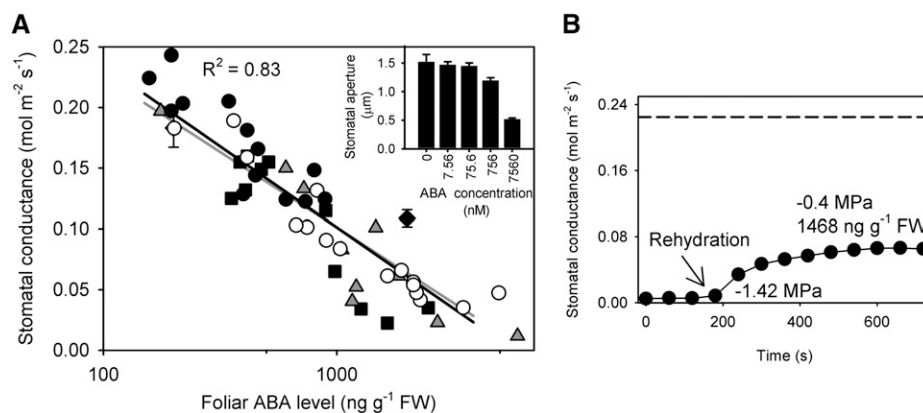 A
R² = 0.83
Stomatal conductance (mol m⁻² s⁻¹)
0.25
0.20
0.15
0.10
0.05
0.00
100
1000
Foliar ABA level (ng g⁻¹ FW)
Stomatal aperture
(μm)
1.5
1.0
0.5
0.0
0
7.56
75.6
756
7560
ABA concentration
(nM)
B
Stomatal conductance (mol m⁻² s⁻¹)
0.24
0.16
0.08
0.00
-0.4 MPa
1468 ng g⁻¹ FW
Rehydration
-1.42 MPa
0
200
400
600
Time (s)